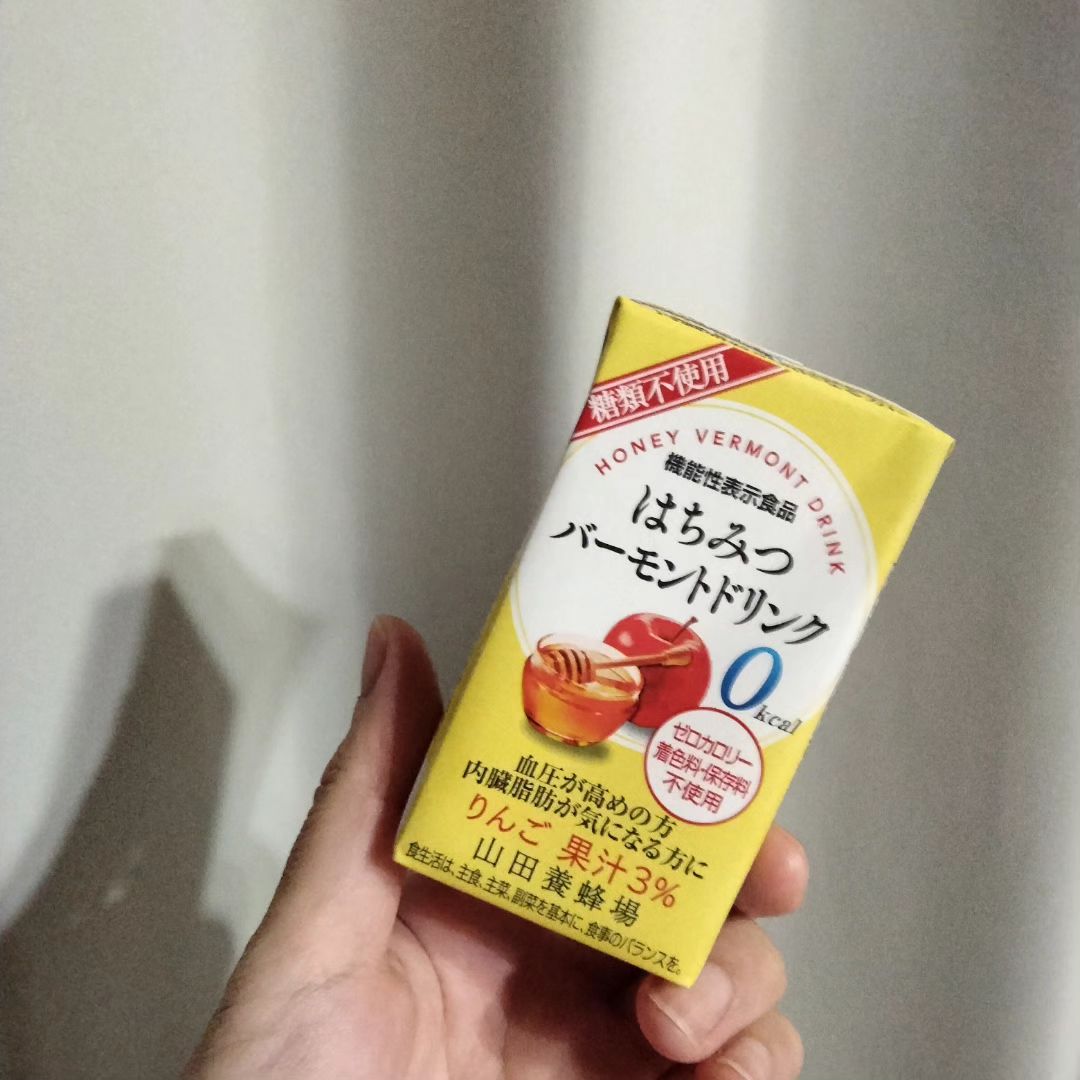 糖類不使用
HONEY VERMONT DRINK
機能性表示食品
はちみつ
バーモントドリンク
0kcal
ゼロカロリー
着色料・保存料
不使用
血圧が高めの方
内臓脂肪が気になる方に
りんご 果汁3%
山田養蜂場
食生活は、主食、主菜、副菜を基本に、食事のバランスを。